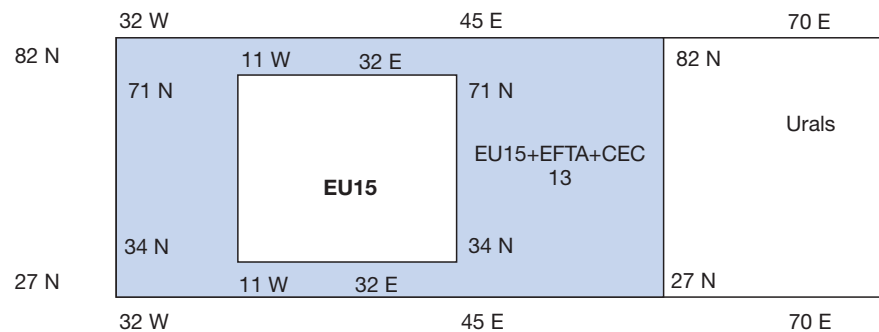 32 W 45 E 70 E
82 N 82 N
11 W 32 E
71 N 71 N
Urals
EU15+EFTA+CEC
13
EU15
34 N 34 N
27 N 27 N
11 W 32 E
32 W 45 E 70 E